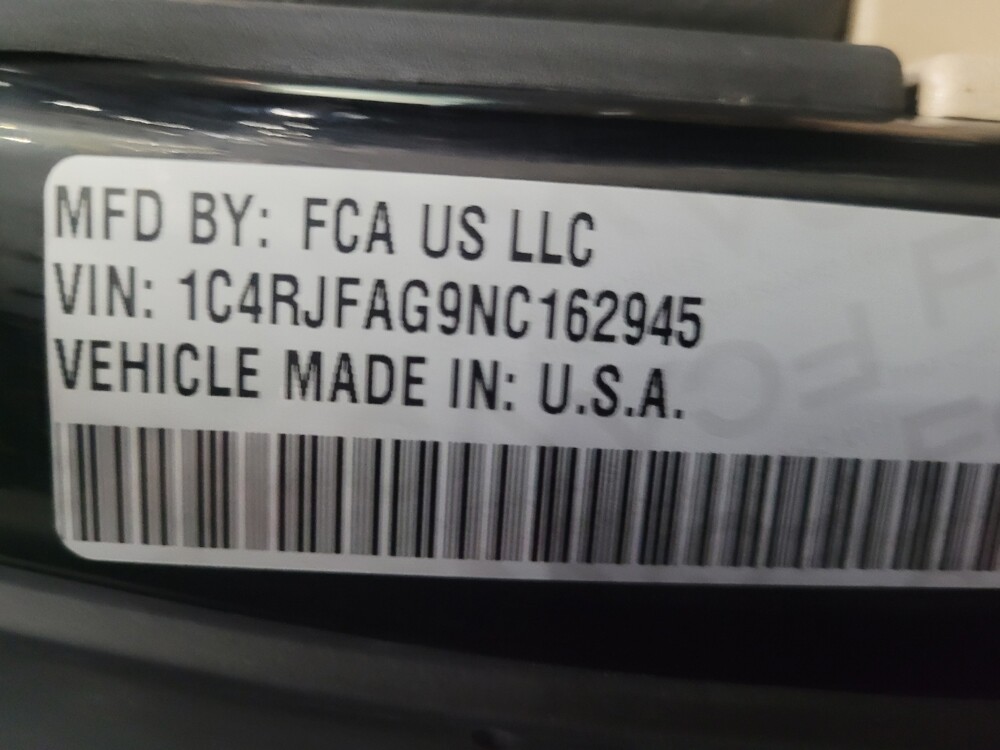 MFD BY: FCA US LLC
VIN: 1C4RJFAG9NC162945
VEHICLE MADE IN: U.S.A.